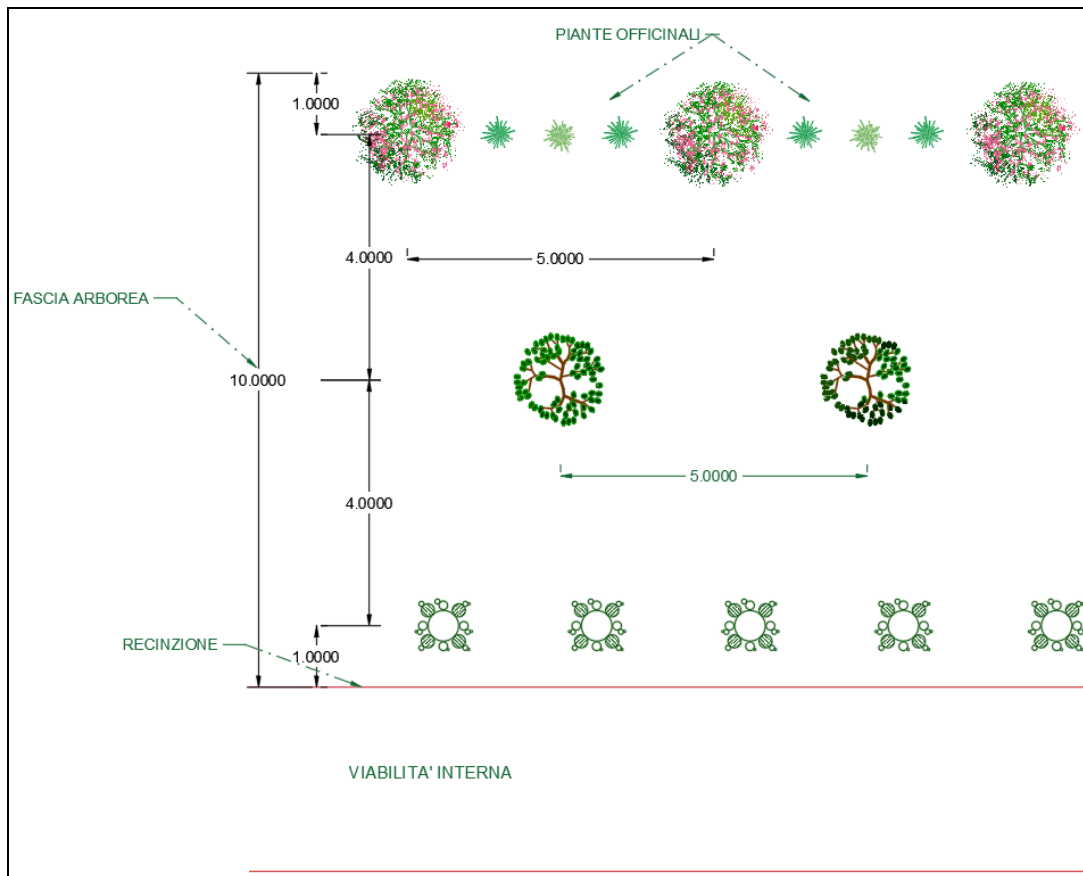 PIANTE OFFICINALI
1.0000
4.0000
5.0000
FASCIA ARBOREA
10.0000
5.0000
4.0000
RECINZIONE
1.0000
VIABILITA' INTERNA